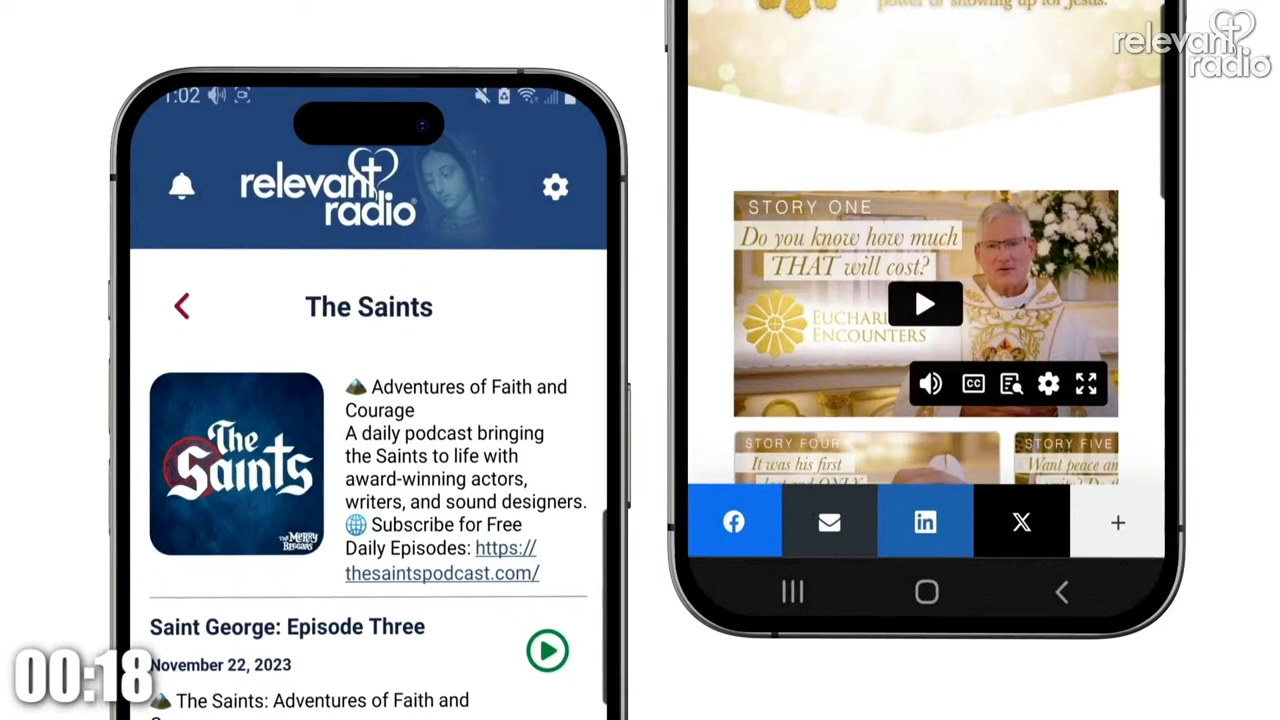 1:02
relevant
radio
The Saints
The
Saints
THE MERRY
BEGGARS
Adventures of Faith and
Courage
A daily podcast bringing
the Saints to life with
award-winning actors,
writers, and sound designers.
Subscribe for Free
Daily Episodes: https://
thesaintspodcast.com/
Saint George: Episode Three
November 22, 2023
The Saints: Adventures of Faith and
00:18
power of showing up for Jesus.
relevant
radio
STORY ONE
Do you know how much
THAT will cost?
EUCHARI
ENCOUNTERS
CC
STORY FOUR
It was his first
STORY FIVE
Want peace an
in
X
+